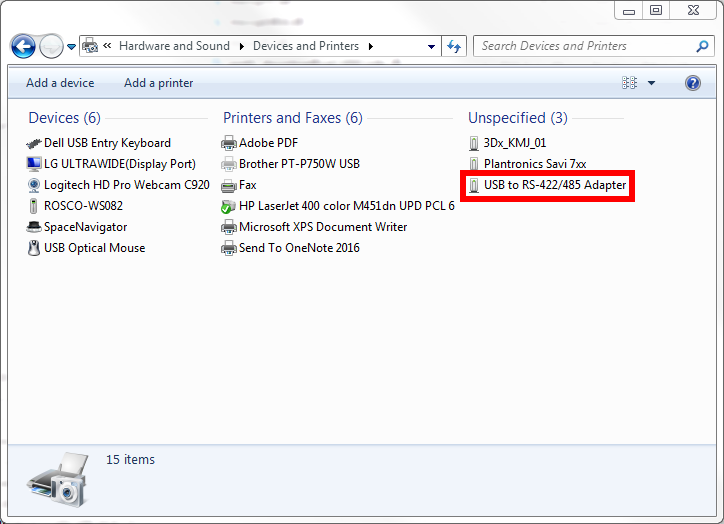 « Hardware and Sound Devices and Printers Search Devices and Printers
Add a device Add a printer
Devices (6)
Dell USB Entry Keyboard
LG ULTRAWIDE(Display Port)
Logitech HD Pro Webcam C920
ROSCO-WS082
SpaceNavigator
USB Optical Mouse
Printers and Faxes (6)
Adobe PDF
Brother PT-P750W USB
Fax
HP LaserJet 400 color M451dn UPD PCL 6
Microsoft XPS Document Writer
Send To OneNote 2016
Unspecified (3)
3Dx_KMJ_01
Plantronics Savi 7xx
USB to RS-422/485 Adapter
15 items